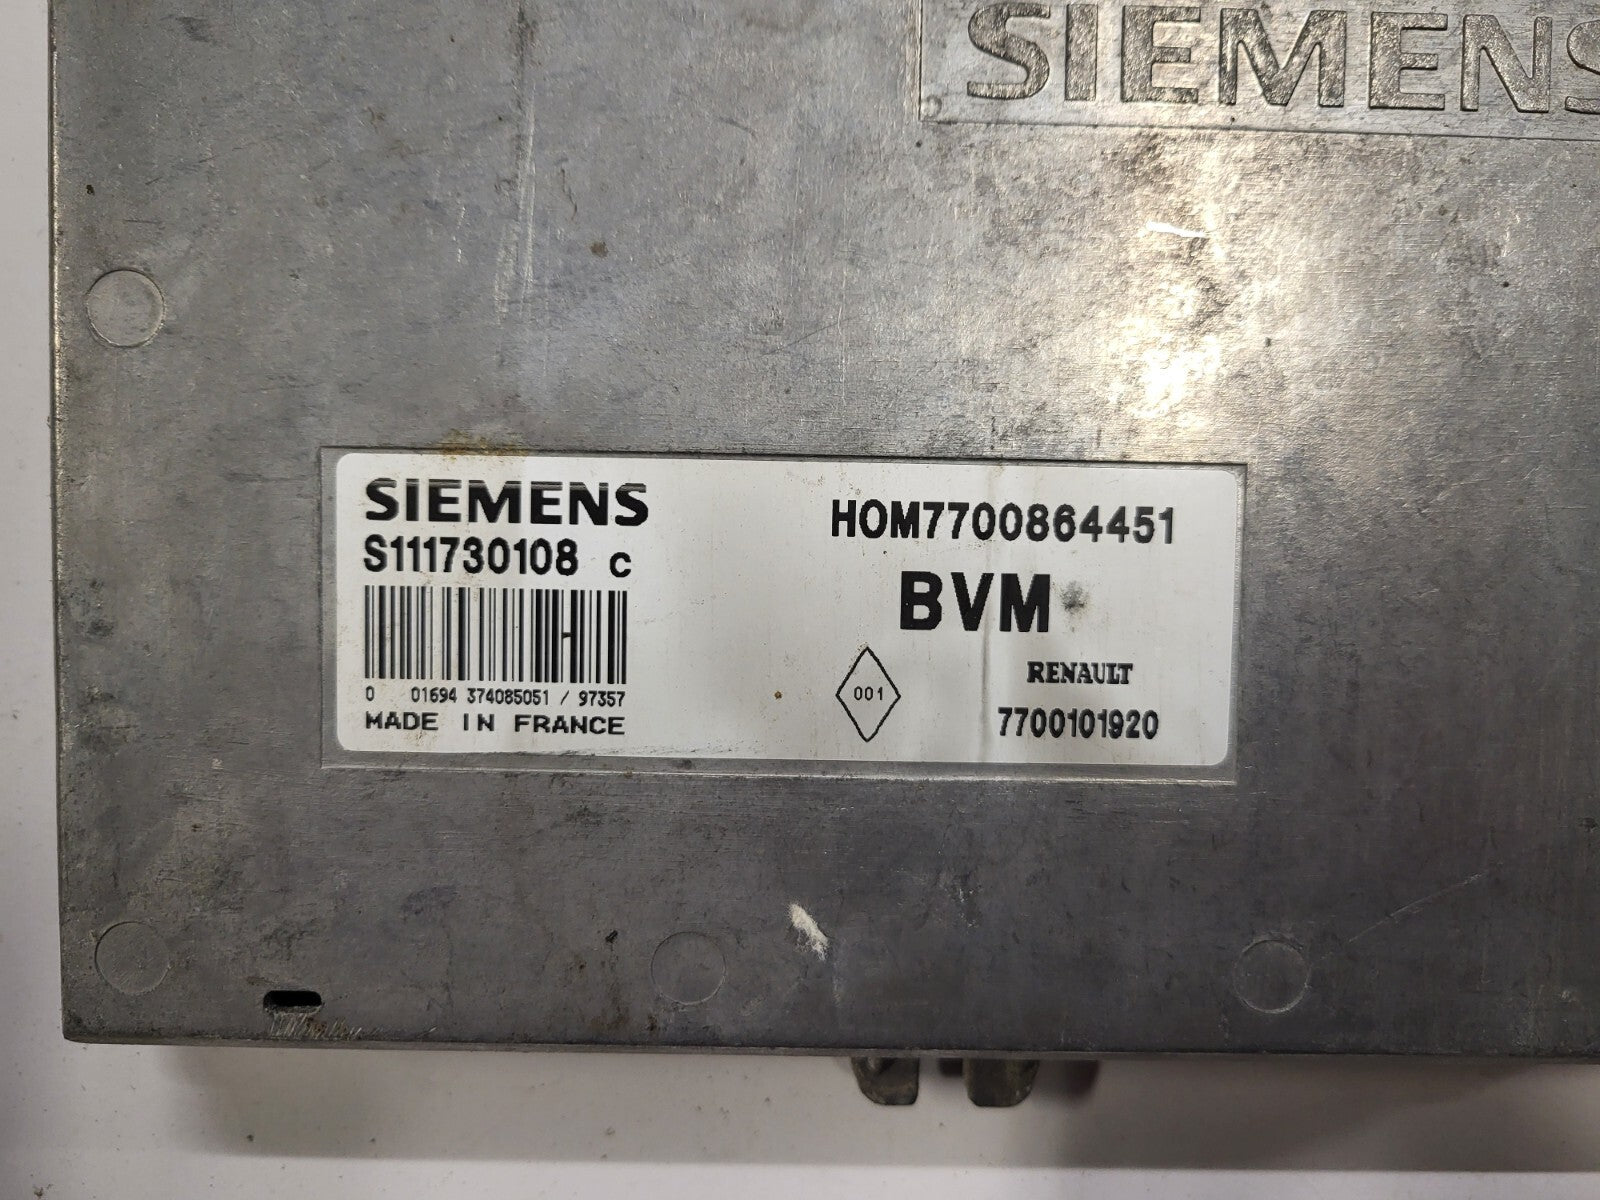 SIEMENS
SIEMENS
S111730108 C
0 01694 374085051 / 97357
MADE IN FRANCE
HOM7700864451
BVM
001
RENAULT
7700101920